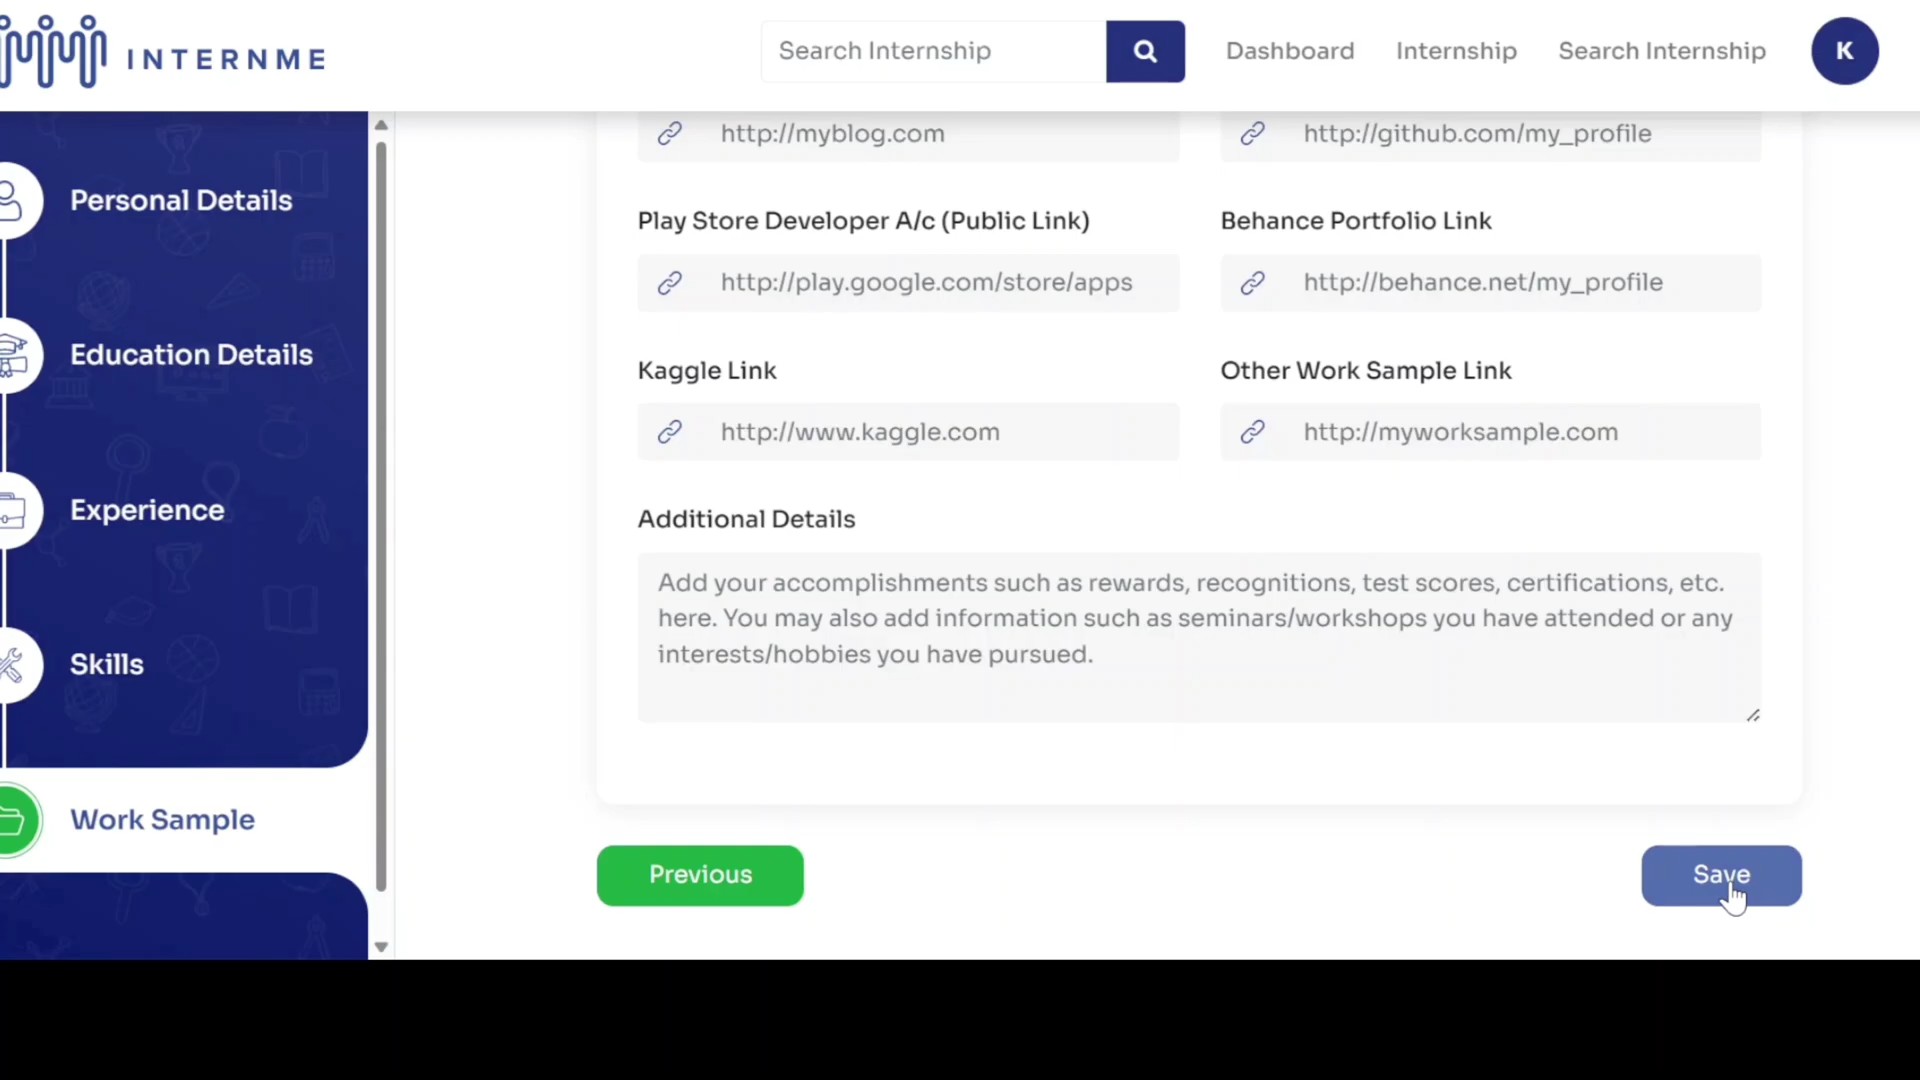 INTERNME
Search Internship
Dashboard
Internship
Search Internship
K
Personal Details
Education Details
Experience
Skills
Work Sample
http://myblog.com
http://github.com/my_profile
Play Store Developer A/c (Public Link)
Behance Portfolio Link
http://play.google.com/store/apps
http://behance.net/my_profile
Kaggle Link
Other Work Sample Link
http://www.kaggle.com
http://myworksample.com
Additional Details
Add your accomplishments such as rewards, recognitions, test scores, certifications, etc.
here. You may also add information such as seminars/workshops you have attended or any
interests/hobbies you have pursued.
Previous
Save